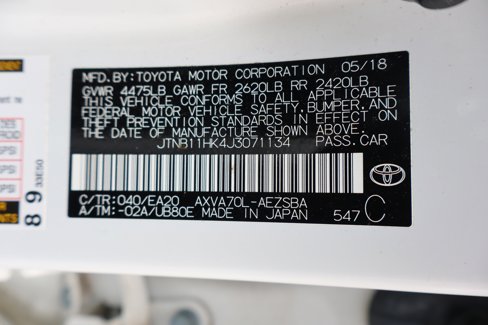 MFD.BY:TOYOTA MOTOR CORPORATION 05/18
GVWR 4475LB GAWR FR 2620LB RR 2420LB
THIS VEHICLE CONFORMS TO ALL APPLICABLE
FEDERAL MOTOR VEHICLE SAFETY,BUMPER,AND
THEFT PREVENTION STANDARDS IN EFFECT ON
THE DATE OF MANUFACTURE SHOWN ABOVE.
JTNB11HK4J3071134 PASS.CAR
C/TR:040/EA20 AXVA70L-AEZSBA
A/TM:-02A/UB80E MADE IN JAPAN 547 C
33E50
89